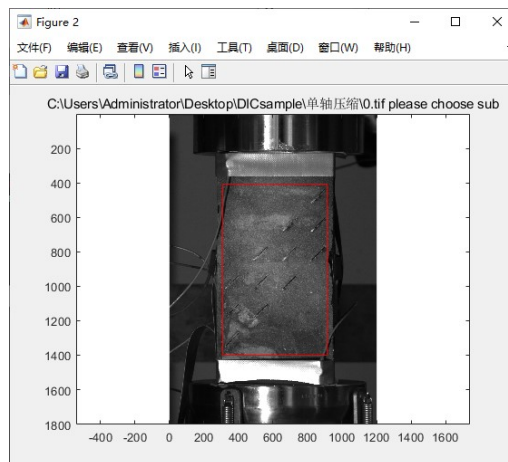 Figure 2
文件(F) 编辑(E) 查看(V) 插入(I) 工具(T) 桌面(D) 窗口(W) 帮助(H)
C:\Users\Administrator\Desktop\DICsample\单轴压缩\0.tif please choose sub
200
400
600
800
1000
1200
1400
1600
1800
-400 -200 0 200 400 600 800 1000 1200 1400 1600